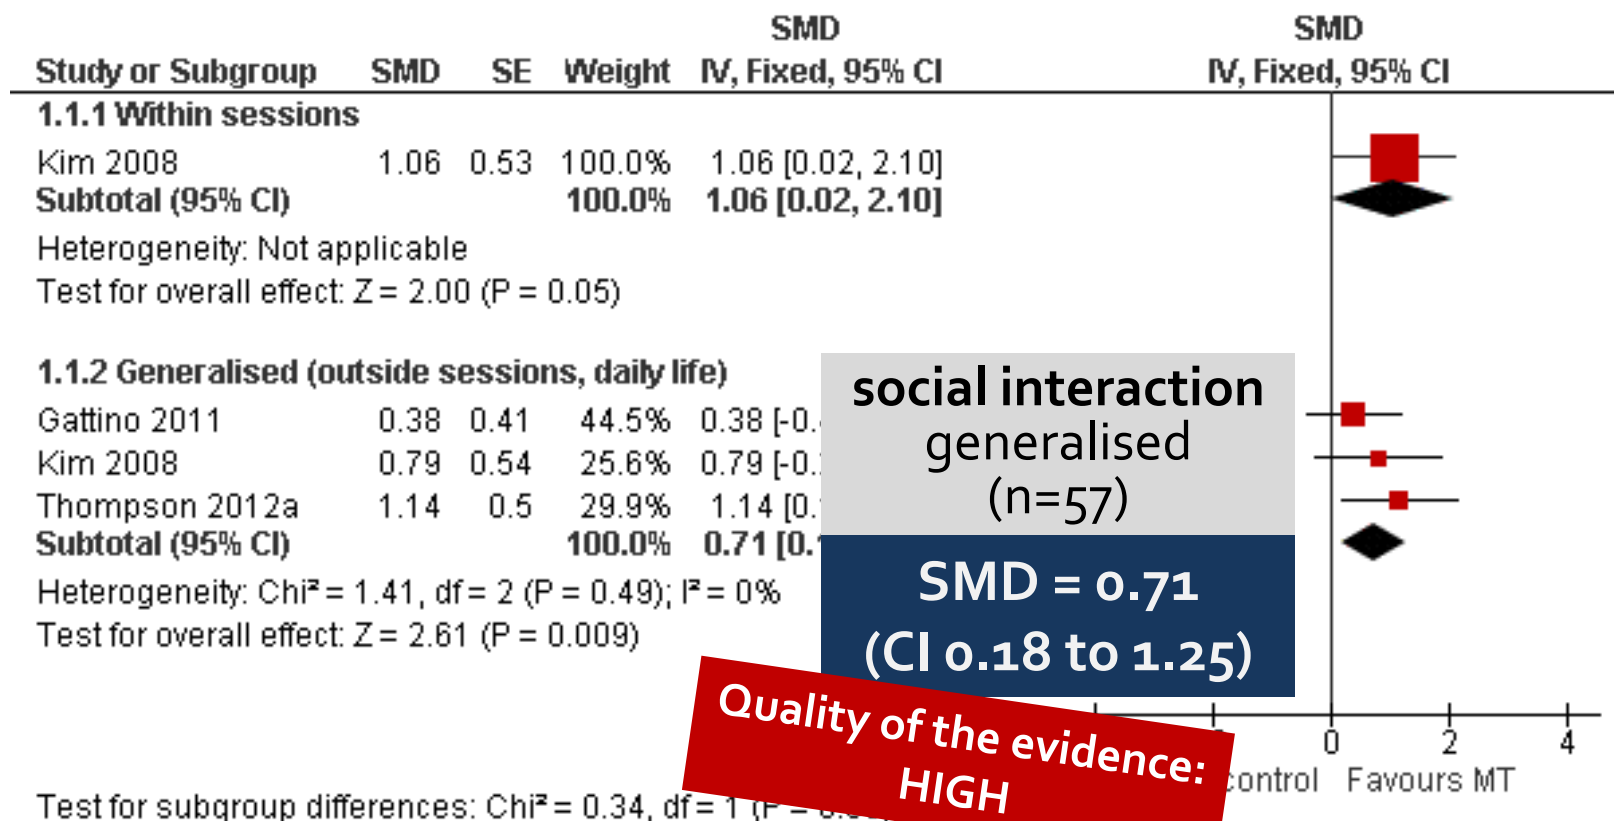 SMD SMD
Study or Subgroup SMD SE Weight IV, Fixed, 95% CI IV, Fixed, 95% CI
1.1.1 Within sessions
Kim 2008 1.06 0.53 100.0% 1.06 [0.02, 2.10]
Subtotal (95% CI) 100.0% 1.06 [0.02, 2.10]
Heterogeneity: Not applicable
Test for overall effect: Z = 2.00 (P = 0.05)
1.1.2 Generalised (outside sessions, daily life)
Gattino 2011 0.38 0.41 44.5% 0.38 [-0.
Kim 2008 0.79 0.54 25.6% 0.79 [-0.
Thompson 2012a 1.14 0.5 29.9% 1.14 [0.
Subtotal (95% CI) 100.0% 0.71 [0.
Heterogeneity: Chi² = 1.41, df = 2 (P = 0.49); I² = 0%
Test for overall effect: Z = 2.61 (P = 0.009)
social interaction
generalised
(n=57)
SMD = 0.71
(CI 0.18 to 1.25)
Quality of the evidence:
HIGH
0 2 4
control Favours MT
Test for subgroup differences: Chi² = 0.34, df = 1 (P =